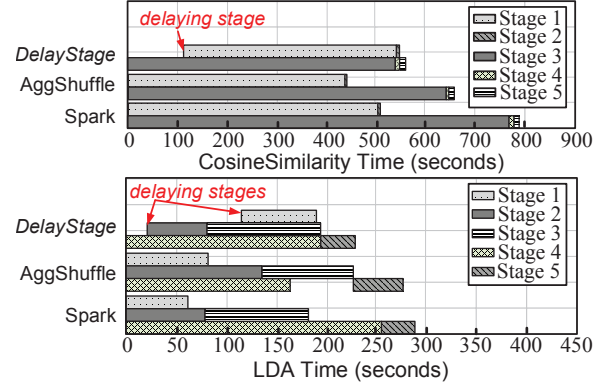 delaying stage
Stage 1
Stage 2
Stage 3
Stage 4
Stage 5
DelayStage
AggShuffle
Spark
0 100 200 300 400 500 600 700 800 900
CosineSimilarity Time (seconds)
delaying stages
Stage 1
Stage 2
Stage 3
Stage 4
Stage 5
DelayStage
AggShuffle
Spark
0 50 100 150 200 250 300 350 400 450
LDA Time (seconds)